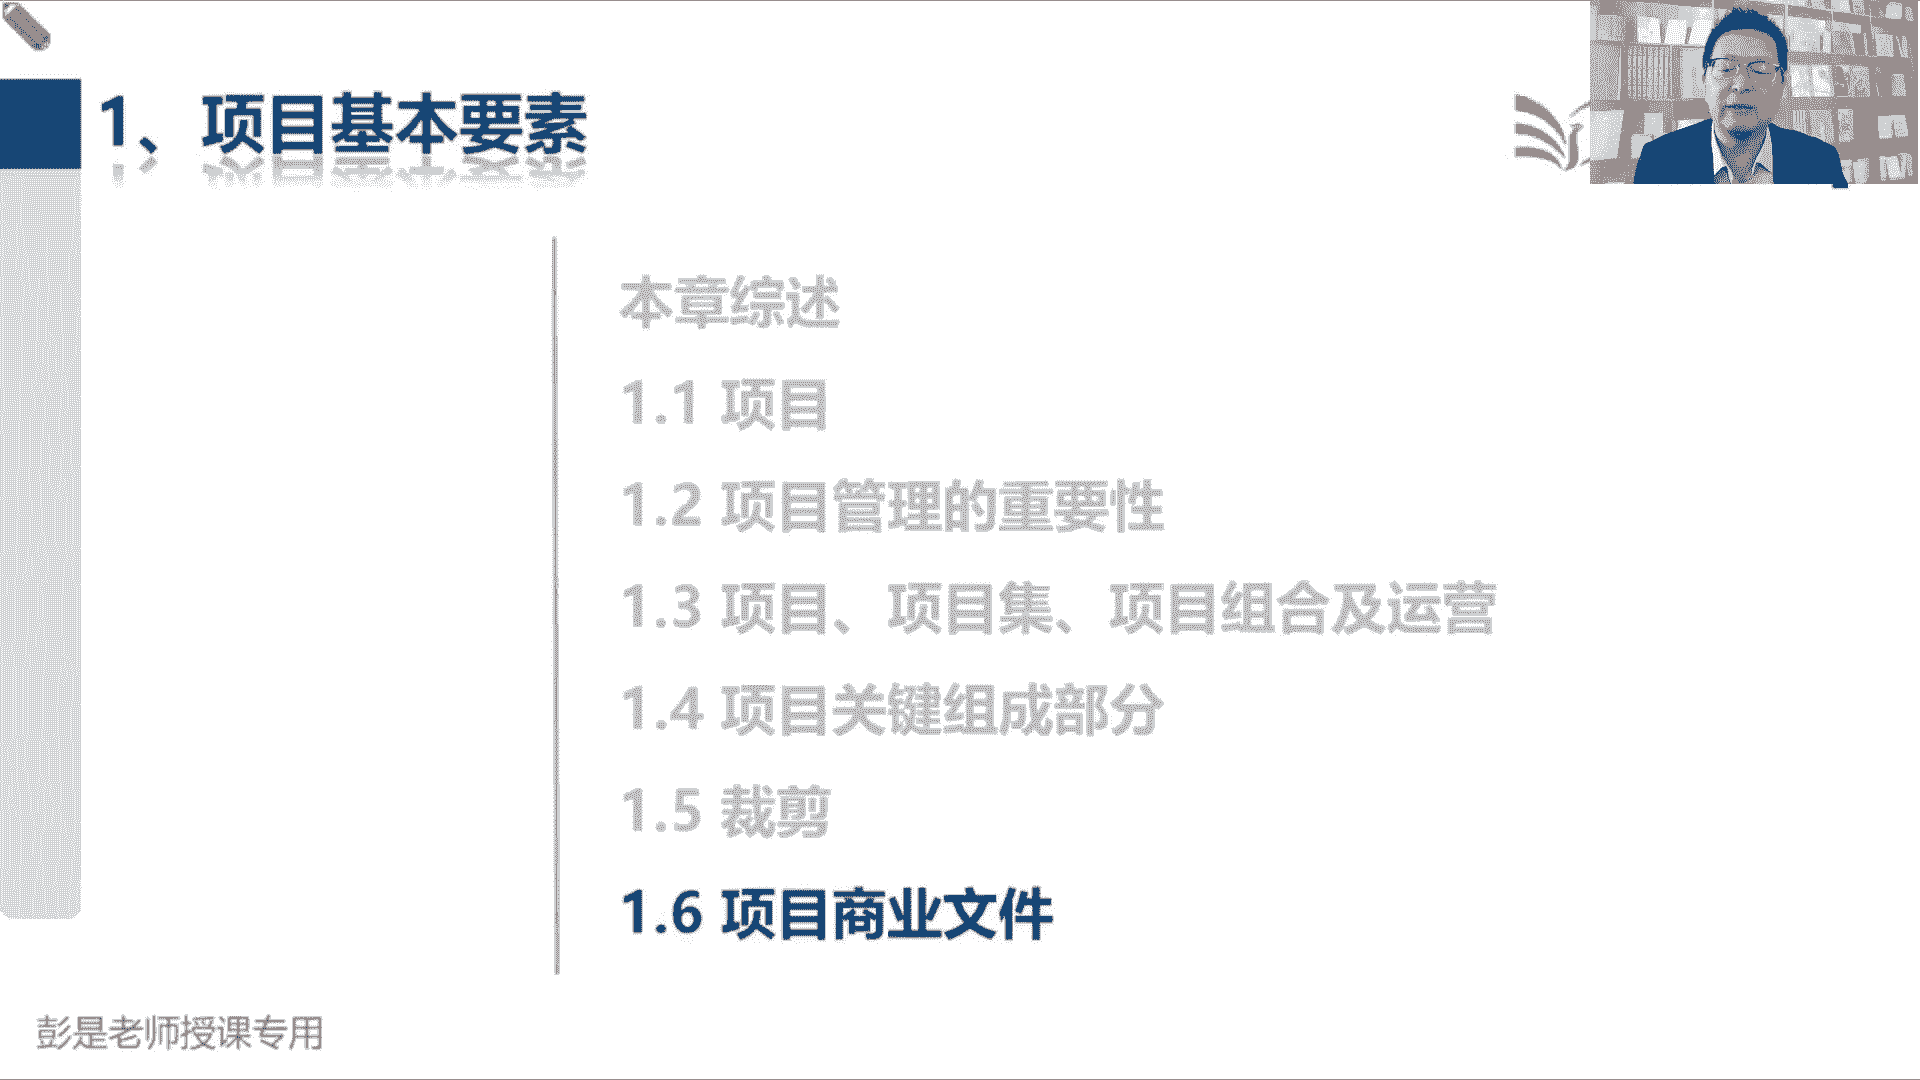 1、项目基本要素
本章综述
1.1 项目
1.2 项目管理的重要性
1.3 项目、项目集、项目组合及运营
1.4 项目关键组成部分
1.5 裁剪
1.6 项目商业文件
彭是老师授课专用